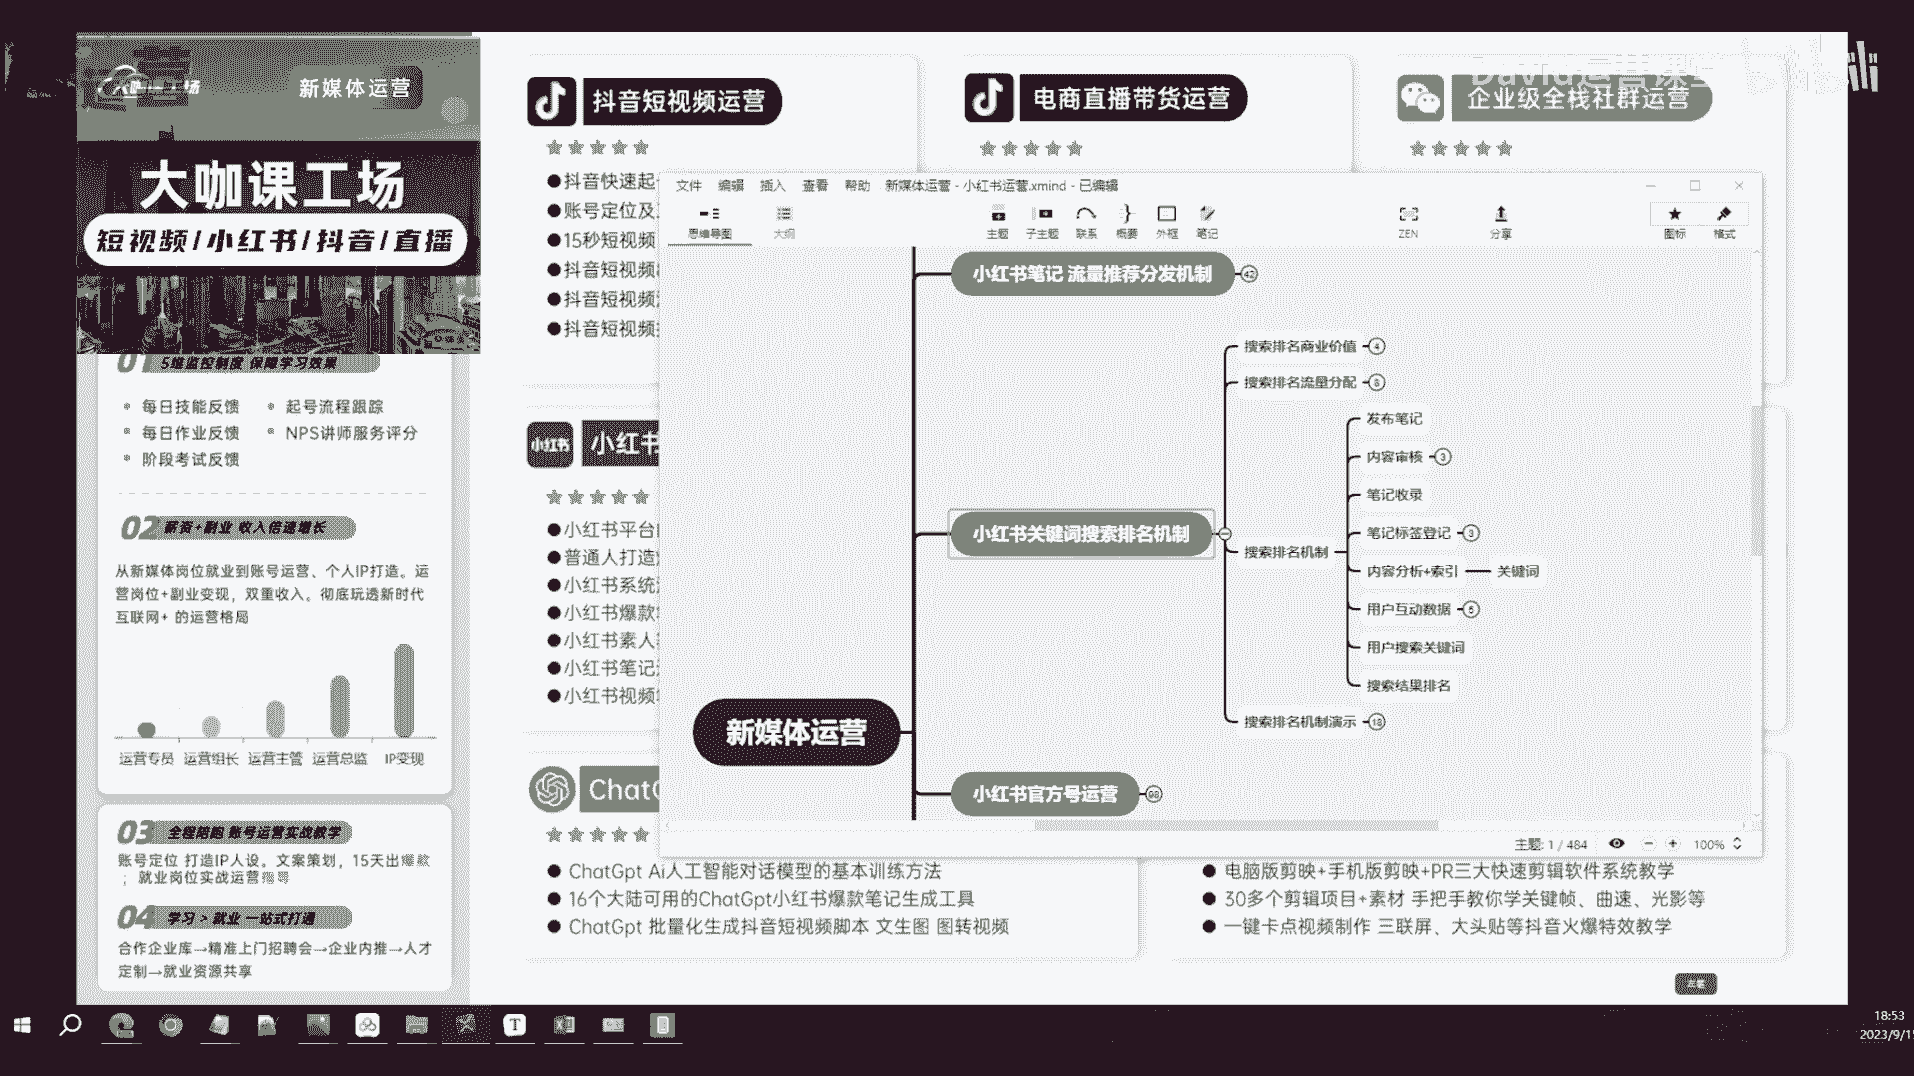 新媒体运营
大咖课工场
短视频/小红书/抖音/直播
01 5维监控制度 保障学习效果
每日技能反馈
起号流程跟踪
每日作业反馈
NPS讲师服务评分
阶段考试反馈
02 薪资+副业 收入倍速增长
从新媒体岗位就业到账号运营、个人IP打造。运
营岗位+副业变现，双重收入。彻底玩透新时代
互联网+ 的运营格局
运营专员 运营组长 运营主管 运营总监 IP变现
03 全程陪跑 账号运营实战教学
账号定位 打造IP人设。文案策划，15天出爆款
；就业岗位实战运营指导
04 学习 > 就业 一站式打通
合作企业库→精准上门招聘会→企业内推→人才
定制→就业资源共享
抖音短视频运营
●抖音快速起
●账号定位及
●15秒短视频
●抖音短视频
●抖音短视频
●抖音短视频
电商直播带货运营
David运营课堂
bilibili
企业级全栈社群运营
小红书 小红书
●小红书平台
●普通人打造
●小红书系统
●小红书爆款
●小红书素人
●小红书笔记
●小红书视频
ChatG
● ChatGpt Ai人工智能对话模型的基本训练方法
● 16个大陆可用的ChatGpt小红书爆款笔记生成工具
● ChatGpt 批量化生成抖音短视频脚本 文生图 图转视频
● 电脑版剪映+手机版剪映+PR三大快速剪辑软件系统教学
● 30多个剪辑项目+素材 手把手教你学关键帧、曲速、光影等
● 一键卡点视频制作 三联屏、大头贴等抖音火爆特效教学
文件 编辑 插入 查看 帮助 新媒体运营 - 小红书运营.xmind - 已编辑
思维导图 大纲 主题 子主题 联系 概要 外框 笔记 ZEN 分享 图标 格式
小红书笔记 流量推荐分发机制 42
搜索排名商业价值 4
搜索排名流量分配 8
发布笔记
内容审核 3
笔记收录
小红书关键词搜索排名机制
笔记标签登记 3
搜索排名机制
内容分析+索引 关键词
用户互动数据 5
用户搜索关键词
搜索结果排名
搜索排名机制演示 18
新媒体运营
小红书官方号运营 98
主题: 1 / 484 100%
18:53
2023/9/1